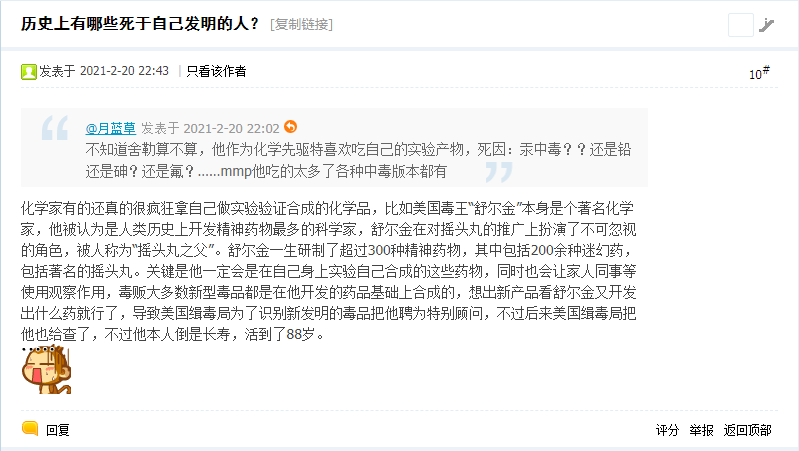 历史上有哪些死于自己发明的人？ [复制链接]
发表于 2021-2-20 22:43 |只看该作者
10#
@月蓝草 发表于 2021-2-20 22:02
不知道舍勒算不算，他作为化学先驱特喜欢吃自己的实验产物，死因：汞中毒？？还是铅
还是砷？还是氟？......mmp他吃的太多了各种中毒版本都有
化学家有的还真的很疯狂拿自己做实验验证合成的化学品，比如美国毒王“舒尔金”本身是个著名化学
家，他被认为是人类历史上开发精神药物最多的科学家，舒尔金在对摇头丸的推广上扮演了不可忽视
的角色，被人称为“摇头丸之父”。舒尔金一生研制了超过300种精神药物，其中包括200余种迷幻药，
包括著名的摇头丸。关键是他一定会是在自己身上实验自己合成的这些药物，同时也会让家人同事等
使用观察作用，毒贩大多数新型毒品都是在他开发的药品基础上合成的，想出新产品看舒尔金又开发
出什么药就行了，导致美国缉毒局为了识别新发明的毒品把他聘为特别顾问，不过后来美国缉毒局把
他也给查了，不过他本人倒是长寿，活到了88岁。
回复
评分 举报 返回顶部